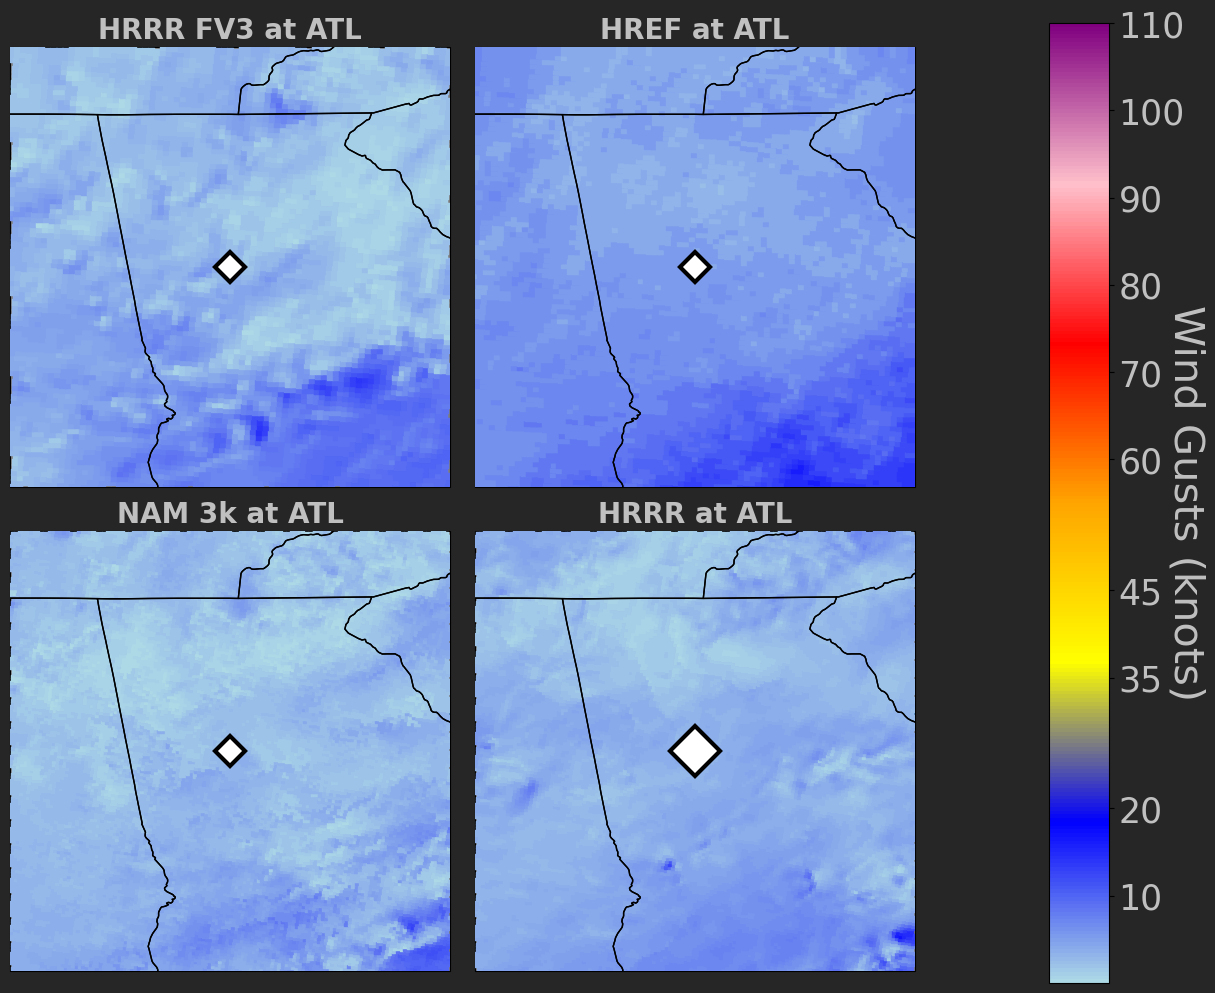 HRRR FV3 at ATL
HREF at ATL
NAM 3k at ATL
HRRR at ATL
110
100
90
80
70
60
45
35
20
10
Wind Gusts (knots)